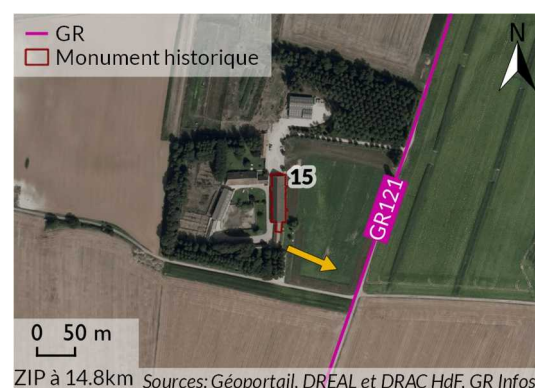 GR
Monument historique
N
15
GR121
0 50 m
ZIP à 14.8km Sources: Géoportail, DREAL et DRAC HdF, GR Infos